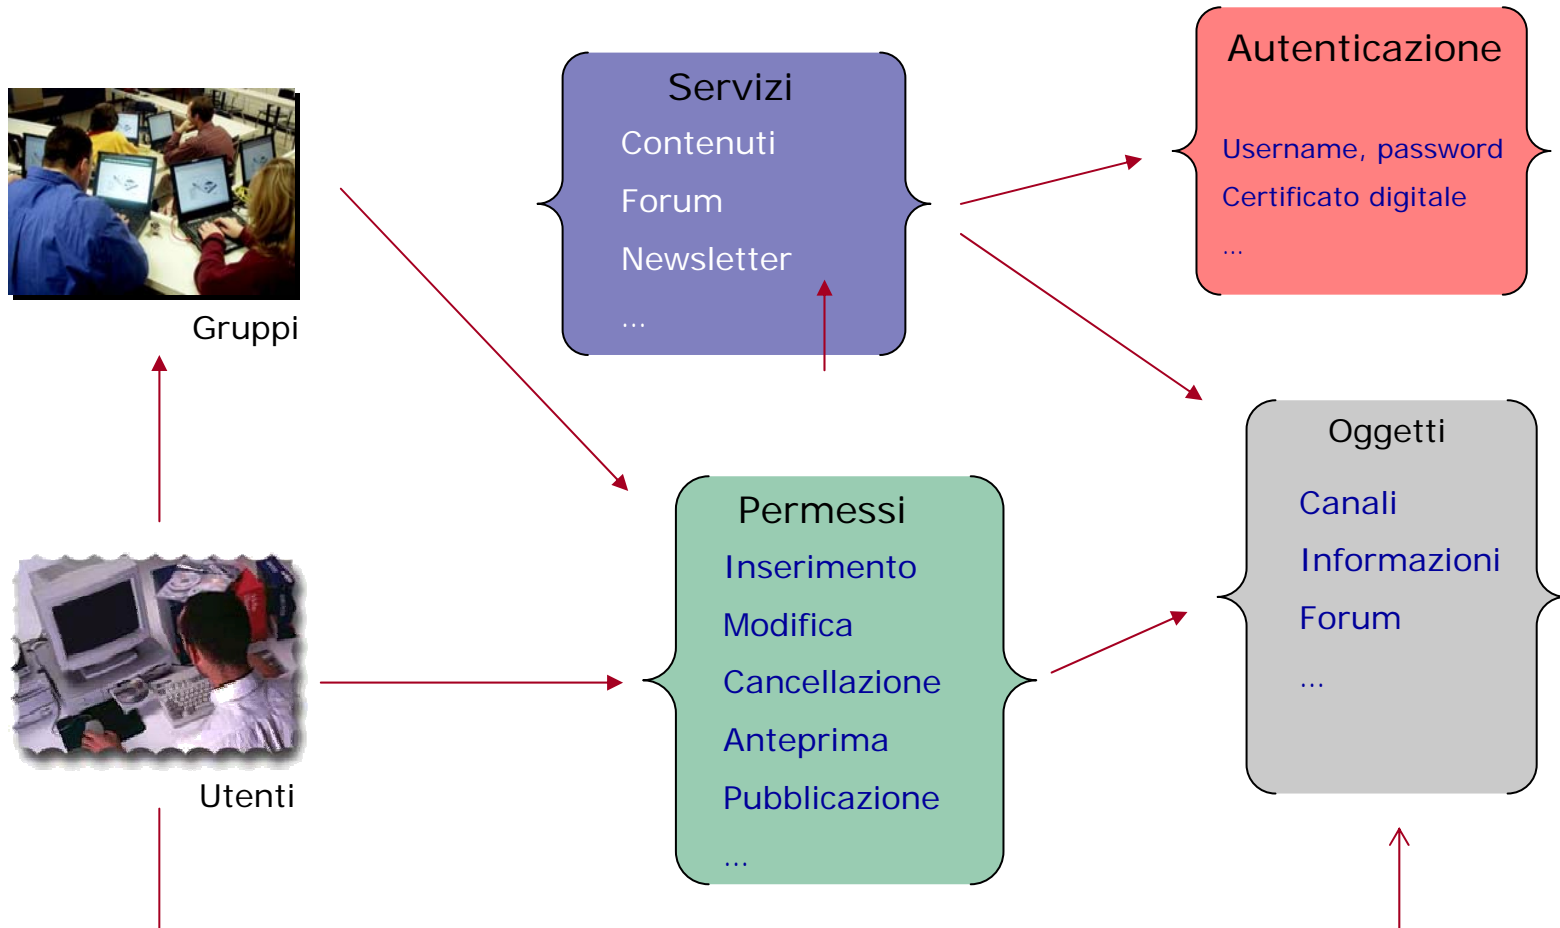 Gruppi
Utenti
Servizi
Contenuti
Forum
Newsletter
...
Autenticazione
Username, password
Certificato digitale
...
Permessi
Inserimento
Modifica
Cancellazione
Anteprima
Pubblicazione
...
Oggetti
Canali
Informazioni
Forum
...